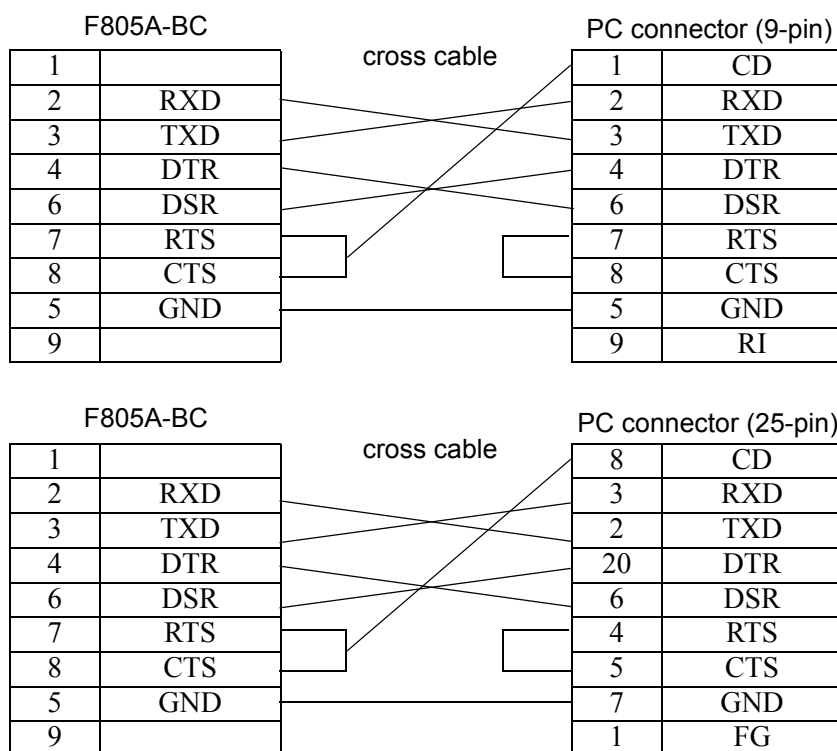 F805A-BC cross cable PC connector (9-pin)
1 1 CD
2 RXD 2 RXD
3 TXD 3 TXD
4 DTR 4 DTR
6 DSR 6 DSR
7 RTS 7 RTS
8 CTS 8 CTS
5 GND 5 GND
9 9 RI
F805A-BC cross cable PC connector (25-pin)
1 8 CD
2 RXD 3 RXD
3 TXD 2 TXD
4 DTR 20 DTR
6 DSR 6 DSR
7 RTS 4 RTS
8 CTS 5 CTS
5 GND 7 GND
9 1 FG